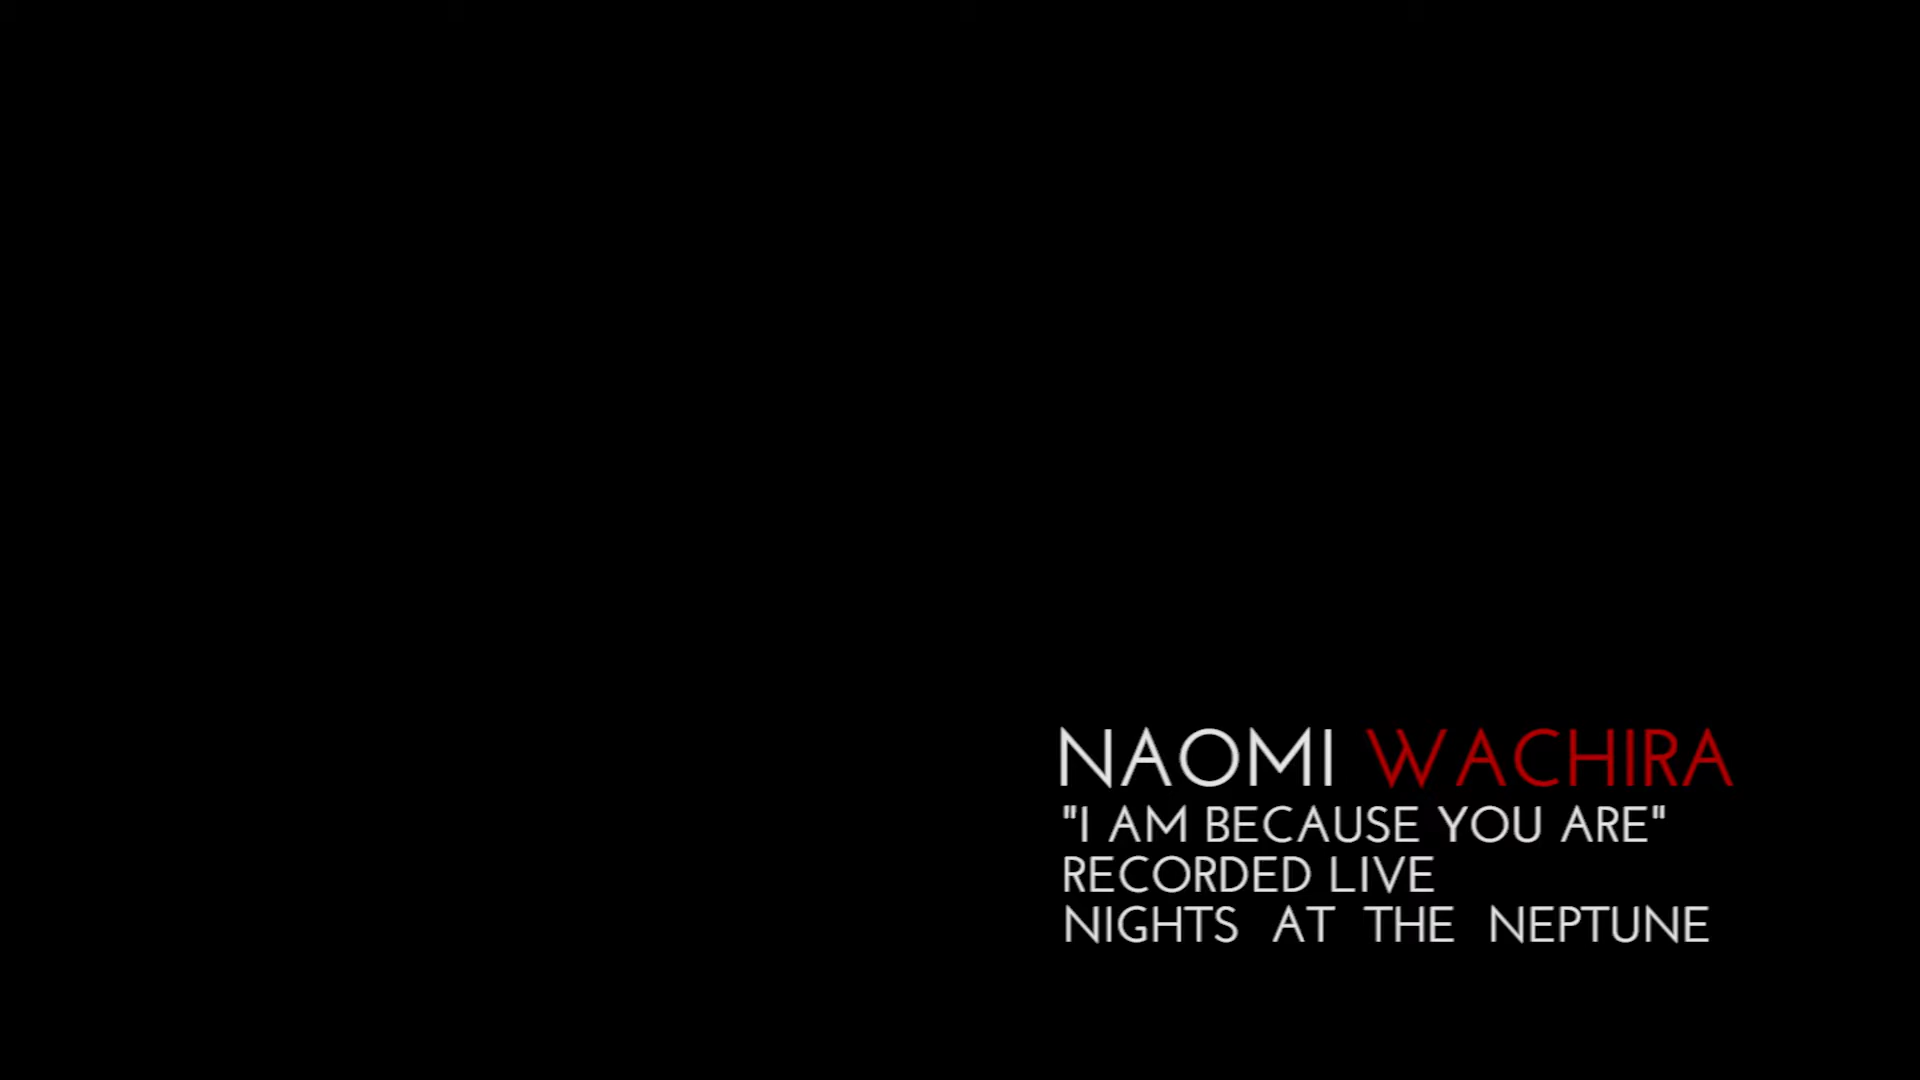 NAOMI WACHIRA
"I AM BECAUSE YOU ARE"
RECORDED LIVE
NIGHTS AT THE NEPTUNE